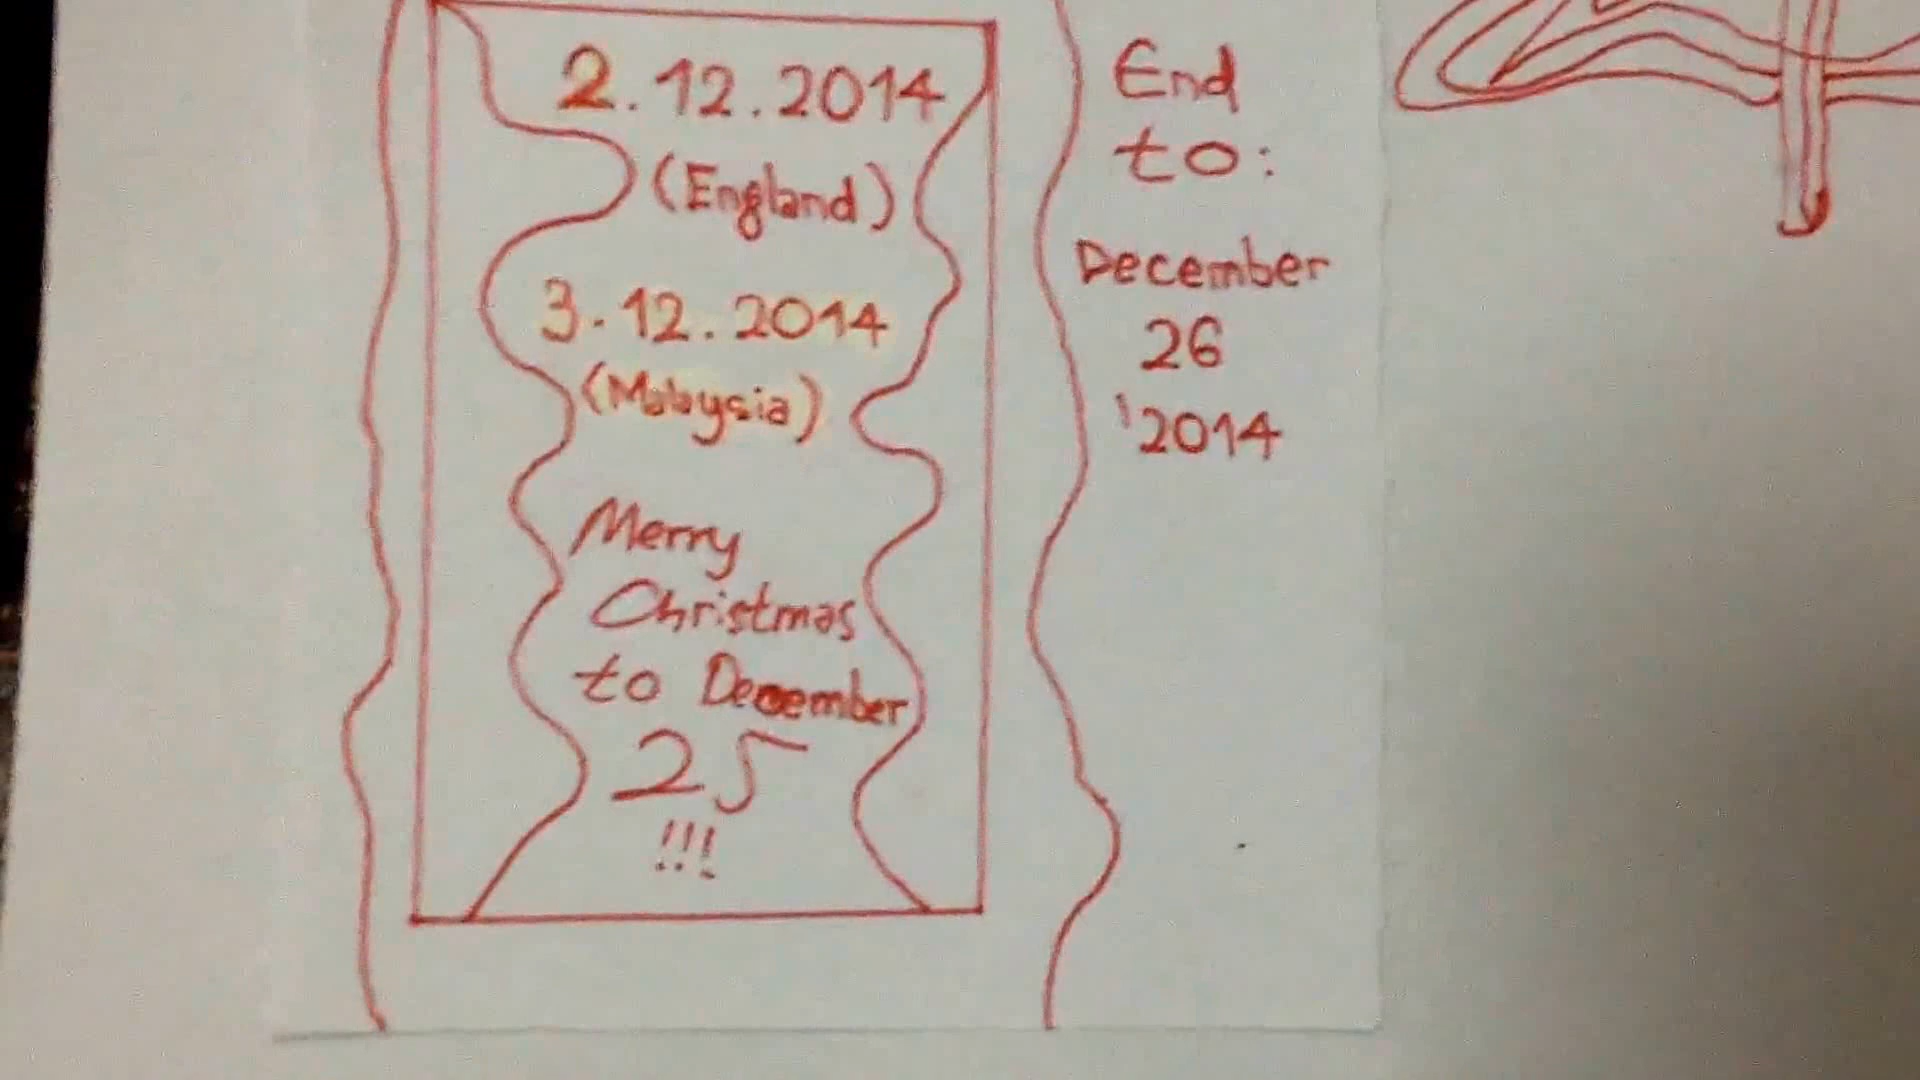 2.12.2014
(England)
3.12.2014
(Malaysia)
Merry
Christmas
to December
25
!!!
End
to:
December
26
'2014